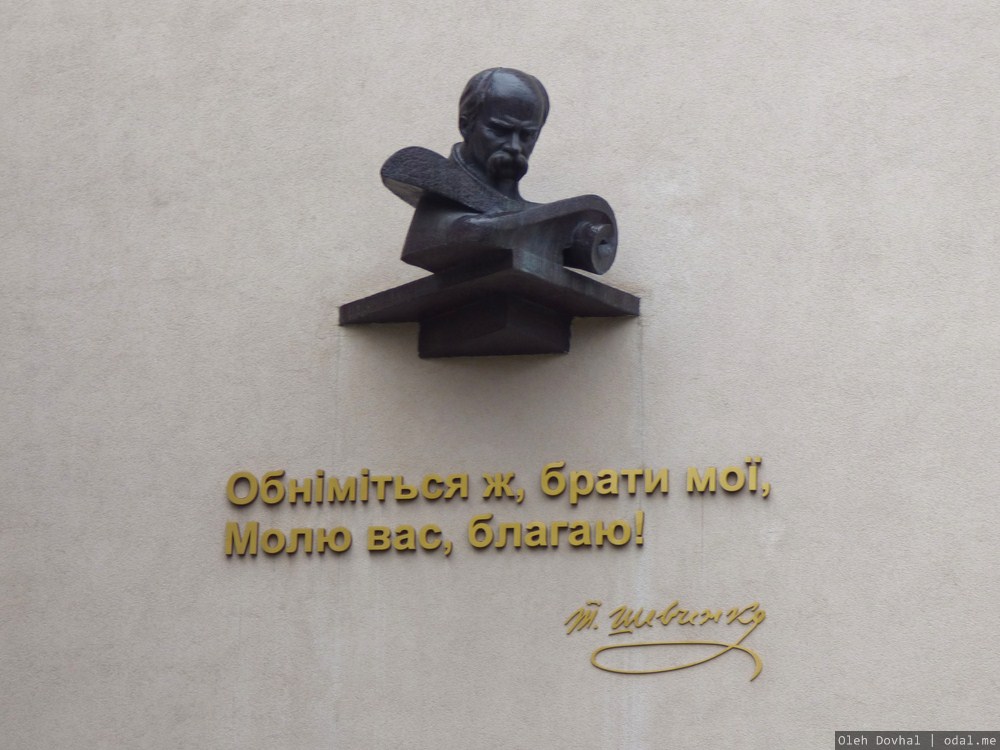 Обніміться ж, брати мої,
Молю вас, благаю!
Т. Шевченко
Oleh Dovhal | odal.me